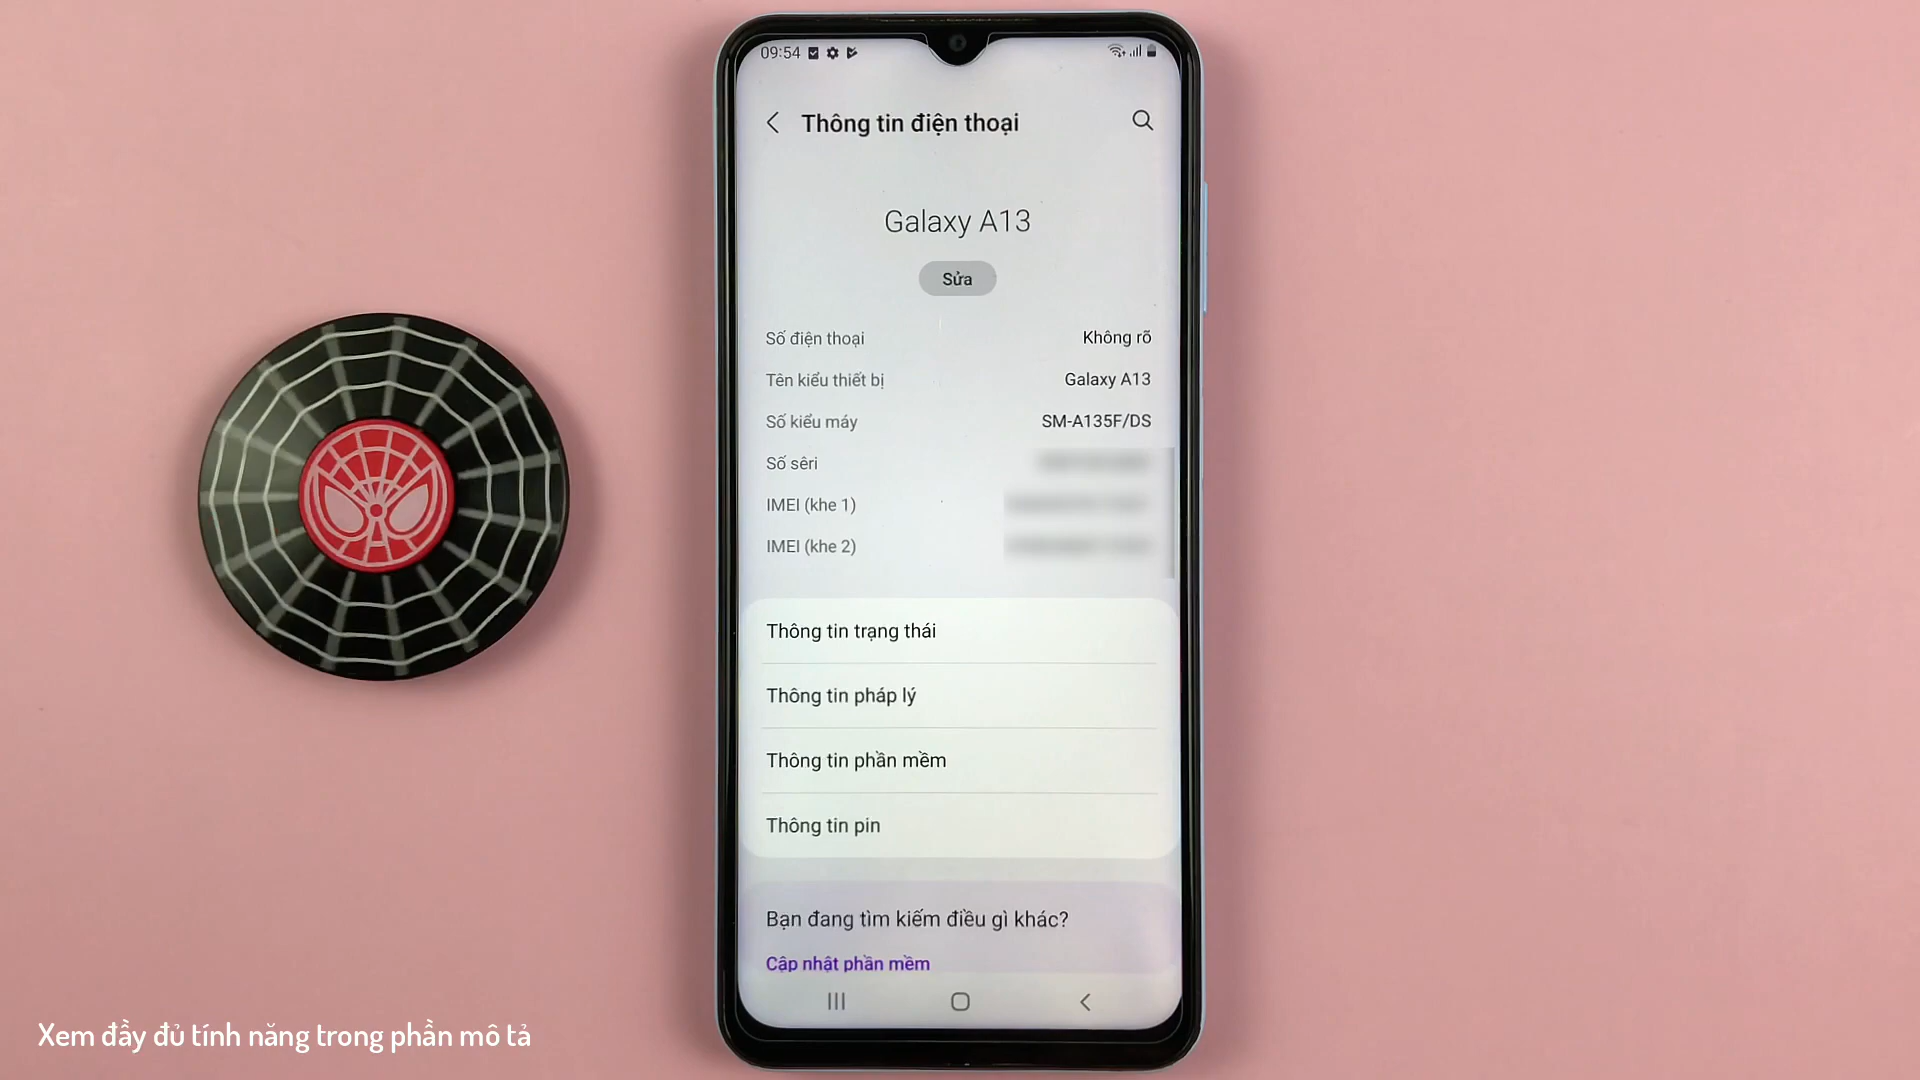 09:54
Thông tin điện thoại
Galaxy A13
Sửa
Số điện thoại Không rõ
Tên kiểu thiết bị Galaxy A13
Số kiểu máy SM-A135F/DS
Số sêri
IMEI (khe 1)
IMEI (khe 2)
Thông tin trạng thái
Thông tin pháp lý
Thông tin phần mềm
Thông tin pin
Bạn đang tìm kiếm điều gì khác?
Cập nhật phần mềm
Xem đầy đủ tính năng trong phần mô tả